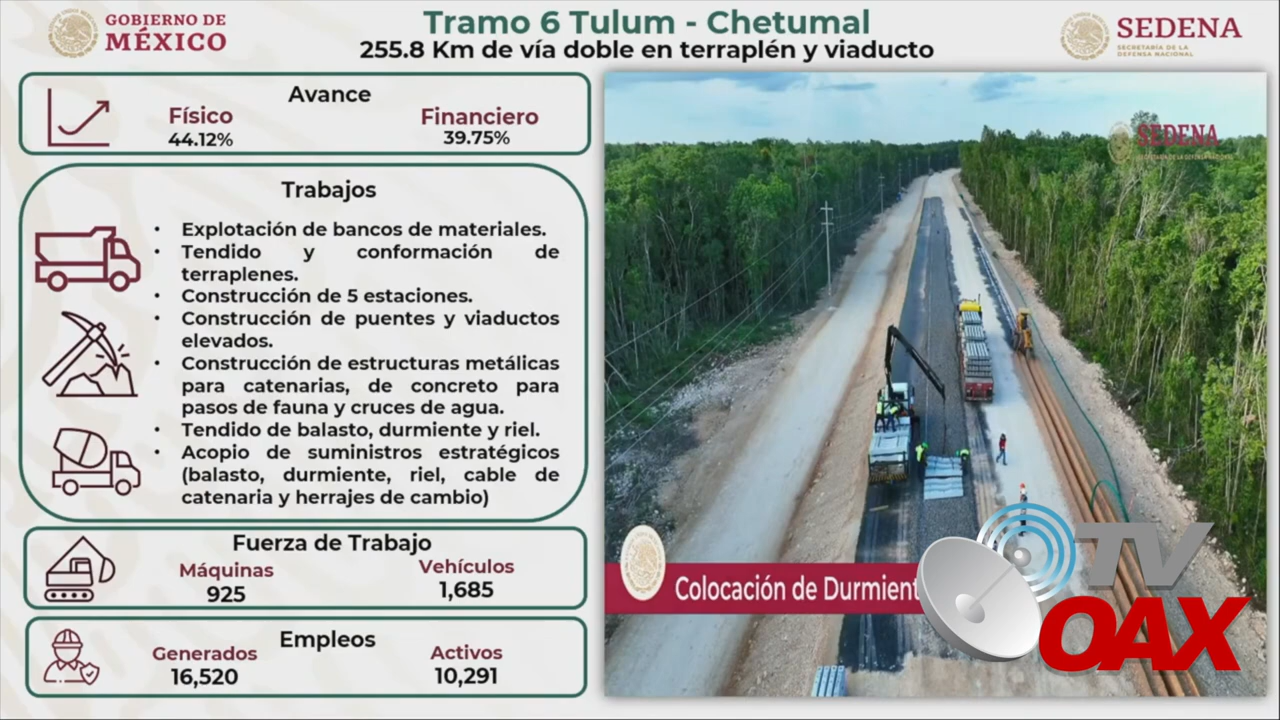 GOBIERNO DE
MÉXICO
Tramo 6 Tulum - Chetumal
255.8 Km de vía doble en terraplén y viaducto
SEDENA
SECRETARÍA DE LA
DEFENSA NACIONAL
Avance
Físico
44.12%
Financiero
39.75%
Trabajos
• Explotación de bancos de materiales.
• Tendido y conformación de
terraplenes.
• Construcción de 5 estaciones.
• Construcción de puentes y viaductos
elevados.
• Construcción de estructuras metálicas
para catenarias, de concreto para
pasos de fauna y cruces de agua.
• Tendido de balasto, durmiente y riel.
• Acopio de suministros estratégicos
(balasto, durmiente, riel, cable de
catenaria y herrajes de cambio)
Fuerza de Trabajo
Máquinas
925
Vehículos
1,685
Empleos
Generados
16,520
Activos
10,291
SEDENA
SECRETARÍA DE LA DEFENSA NACIONAL
Colocación de Durmient
TV
OAX